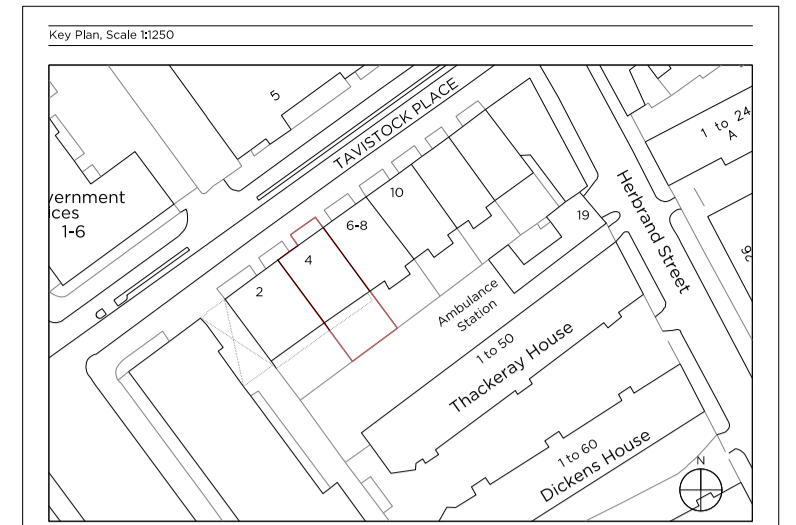 Key Plan, Scale 1:1250
5
TAVISTOCK PLACE
1 to 24
A
vernment
ces
1-6
Herbrand Street
10
6-8
19
4
26
2
Ambulance
Station
1 to 50
Thackeray House
1 to 60
Dickens House
N